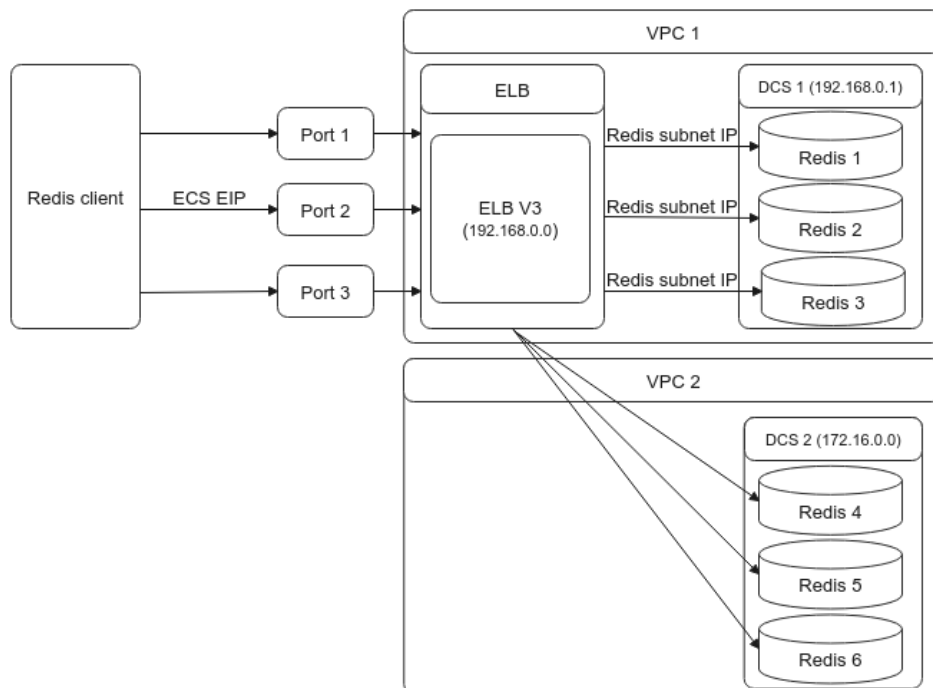 VPC 1
ELB
DCS 1 (192.168.0.1)
Port 1
Redis subnet IP
Redis 1
Redis client
ECS EIP
Port 2
ELB V3
(192.168.0.0)
Redis subnet IP
Redis 2
Port 3
Redis subnet IP
Redis 3
VPC 2
DCS 2 (172.16.0.0)
Redis 4
Redis 5
Redis 6